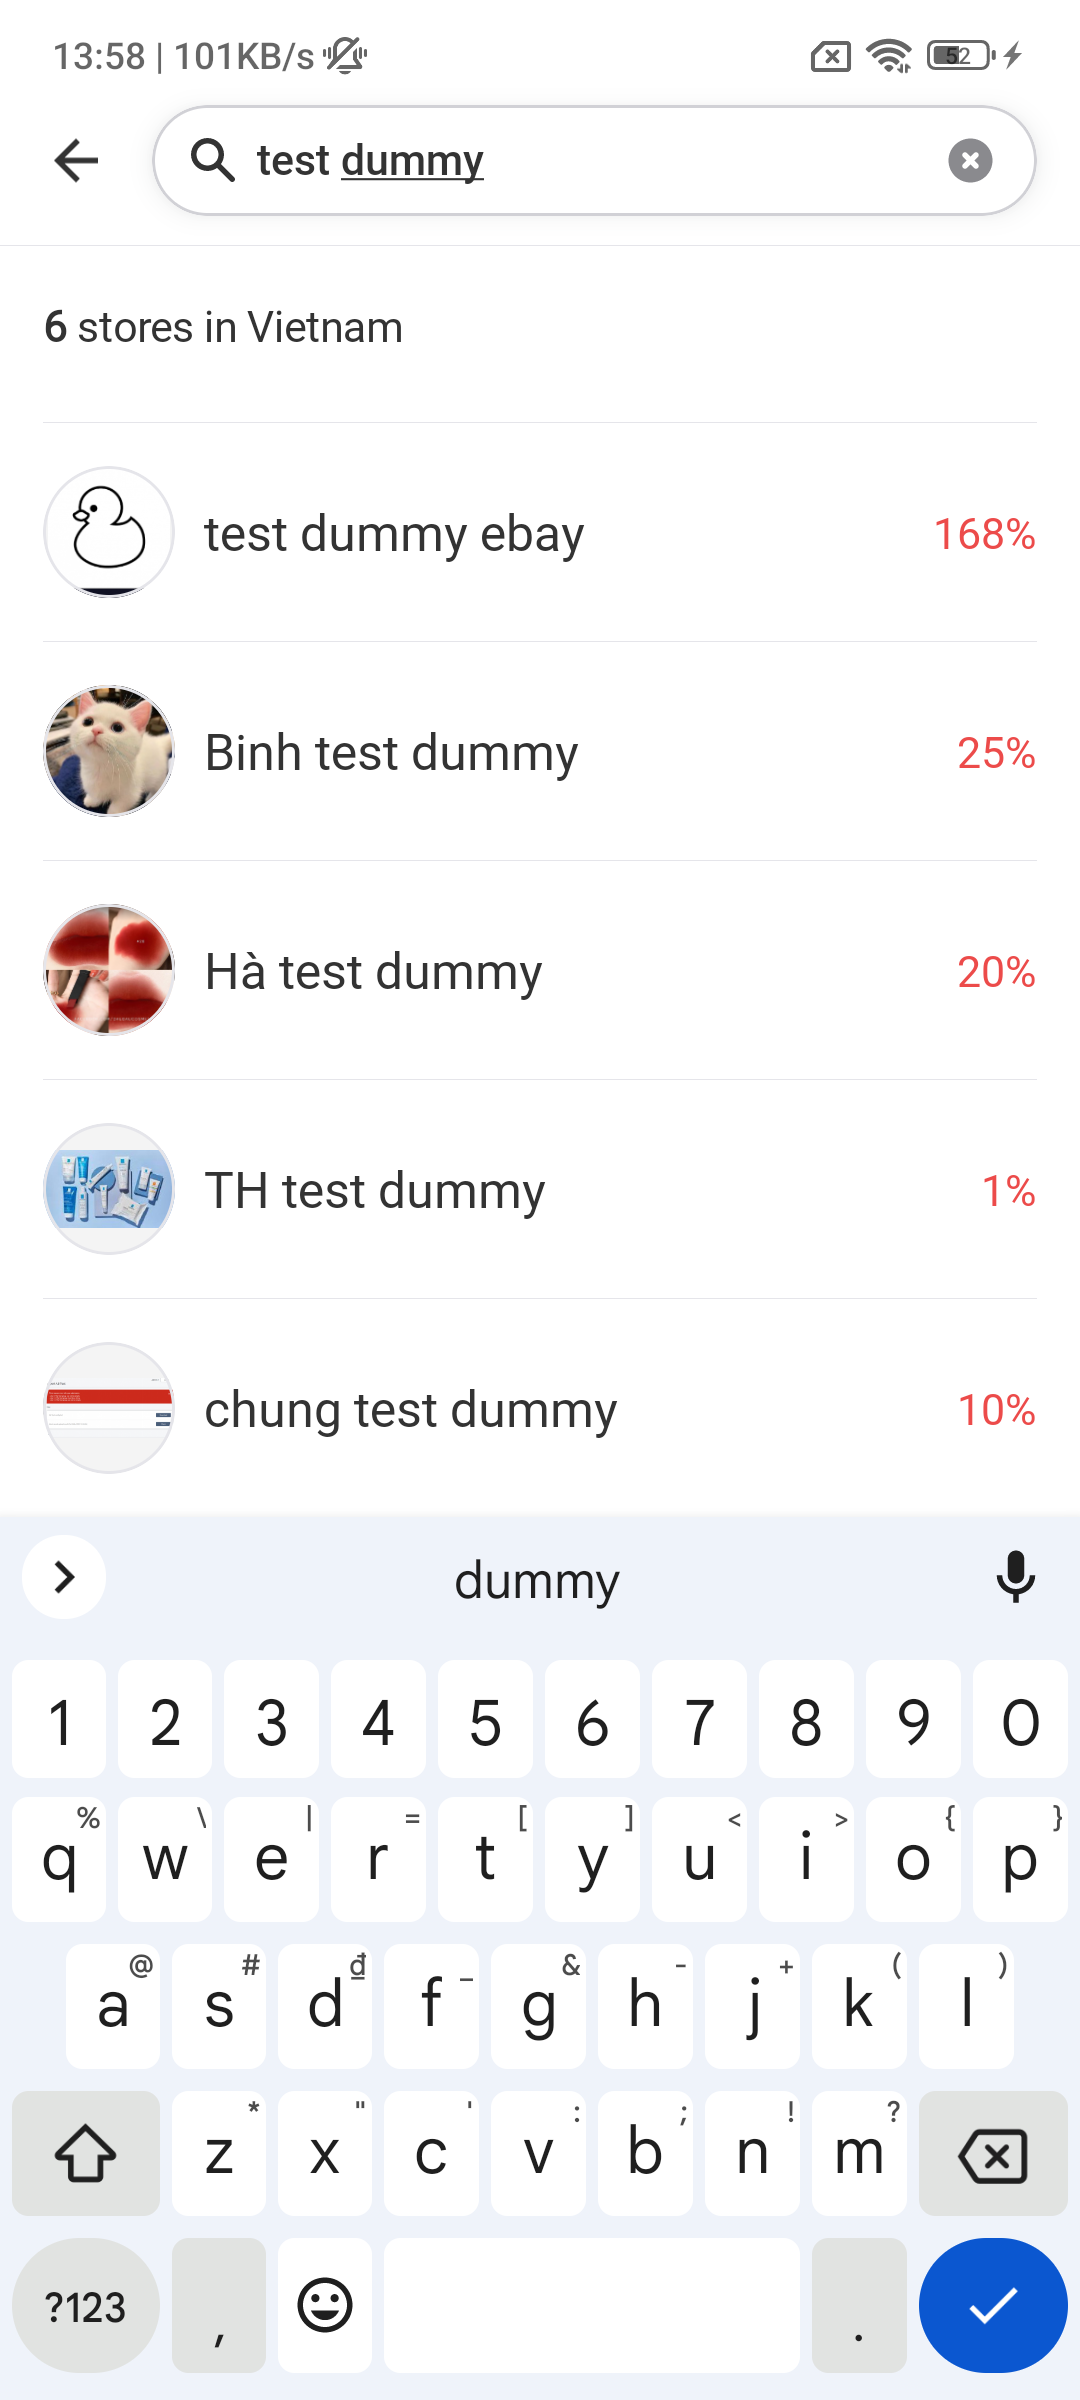 13:58 | 101KB/s
52
test dummy
6 stores in Vietnam
test dummy ebay 168%
Binh test dummy 25%
Hà test dummy 20%
TH test dummy 1%
chung test dummy 10%
dummy
1 2 3 4 5 6 7 8 9 0
% \ | = [ ] < > { }
q w e r t y u i o p
@ # ₫ _ & - + ( )
a s d f g h j k l
* " ' : ; ! ?
z x c v b n m
?123 , .